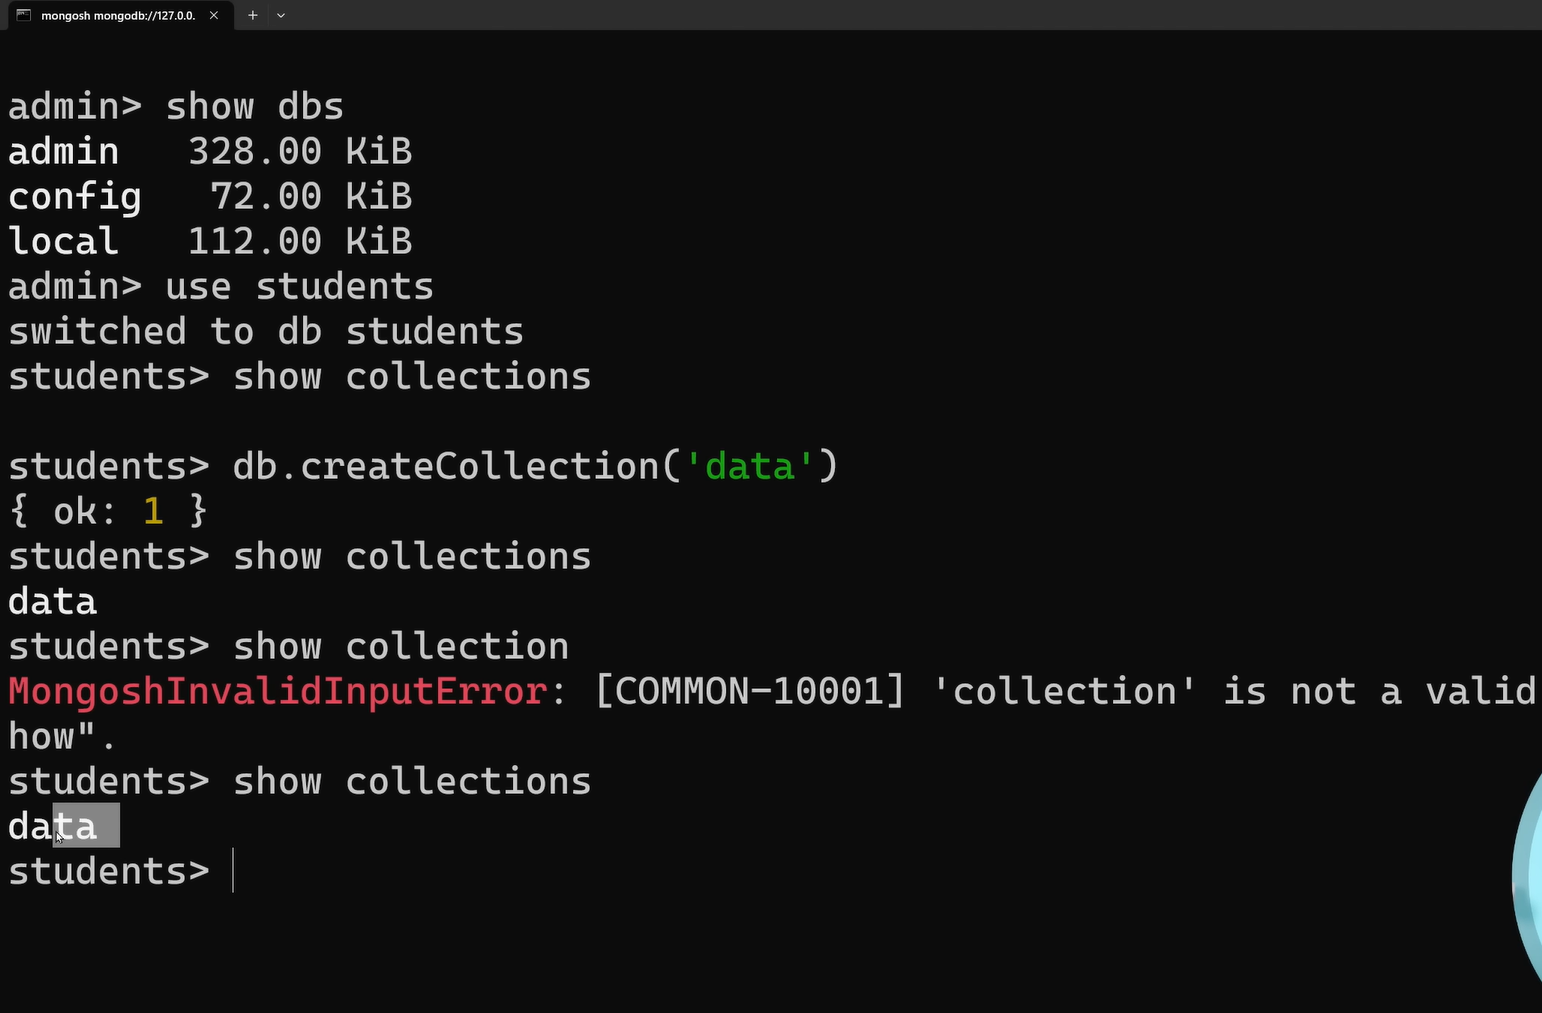 mongosh mongodb://127.0.0.
admin> show dbs
admin   328.00 KiB
config   72.00 KiB
local   112.00 KiB
admin> use students
switched to db students
students> show collections
students> db.createCollection('data')
{ ok: 1 }
students> show collections
data
students> show collection
MongoshInvalidInputError: [COMMON-10001] 'collection' is not a valid
how".
students> show collections
data
students>